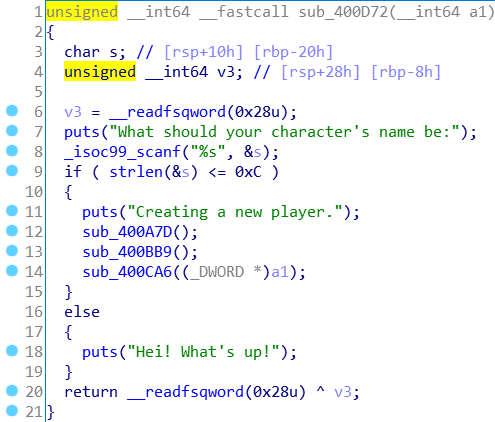 1 unsigned __int64 __fastcall sub_400D72(__int64 a1)
2 {
3 char s; // [rsp+10h] [rbp-20h]
4 unsigned __int64 v3; // [rsp+28h] [rbp-8h]
5
6 v3 = __readfsqword(0x28u);
7 puts("What should your character's name be:");
8 _isoc99_scanf("%s", &s);
9 if ( strlen(&s) <= 0xC )
10 {
11 puts("Creating a new player.");
12 sub_400A7D();
13 sub_400BB9();
14 sub_400CA6((_DWORD *)a1);
15 }
16 else
17 {
18 puts("Hei! What's up!");
19 }
20 return __readfsqword(0x28u) ^ v3;
21 }